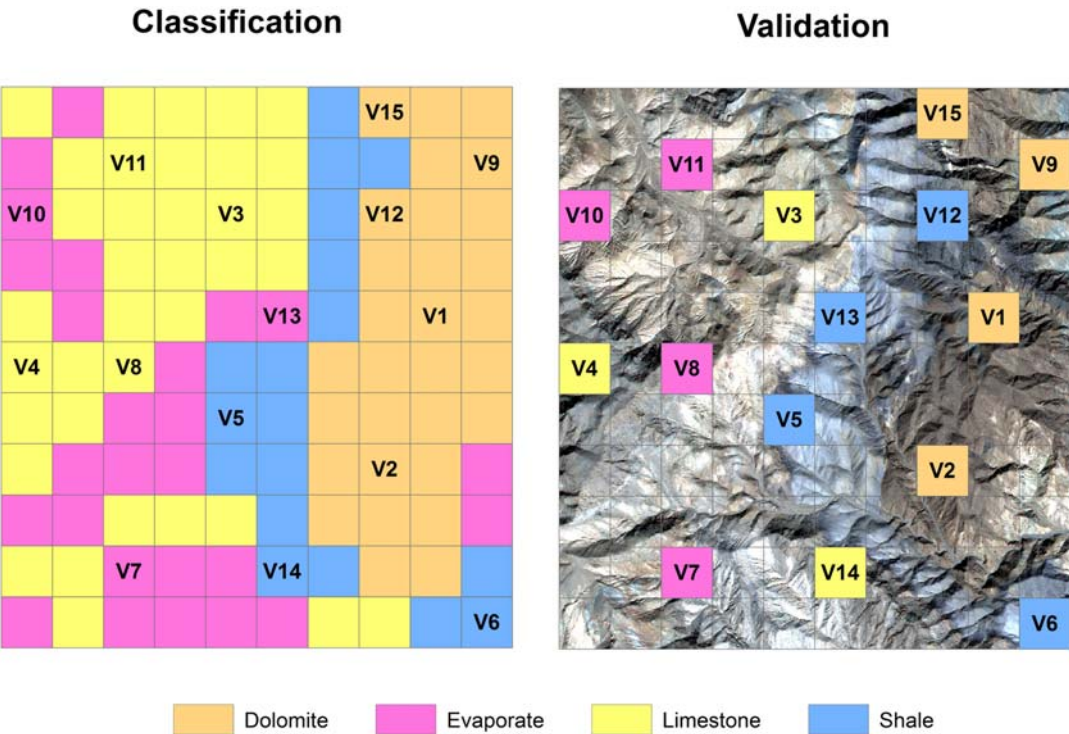 Classification
Validation
V15
V11
V9
V10
V3
V12
V13
V1
V4
V8
V5
V2
V7
V14
V6
V15
V11
V9
V10
V3
V12
V13
V1
V4
V8
V5
V2
V7
V14
V6
Dolomite
Evaporate
Limestone
Shale